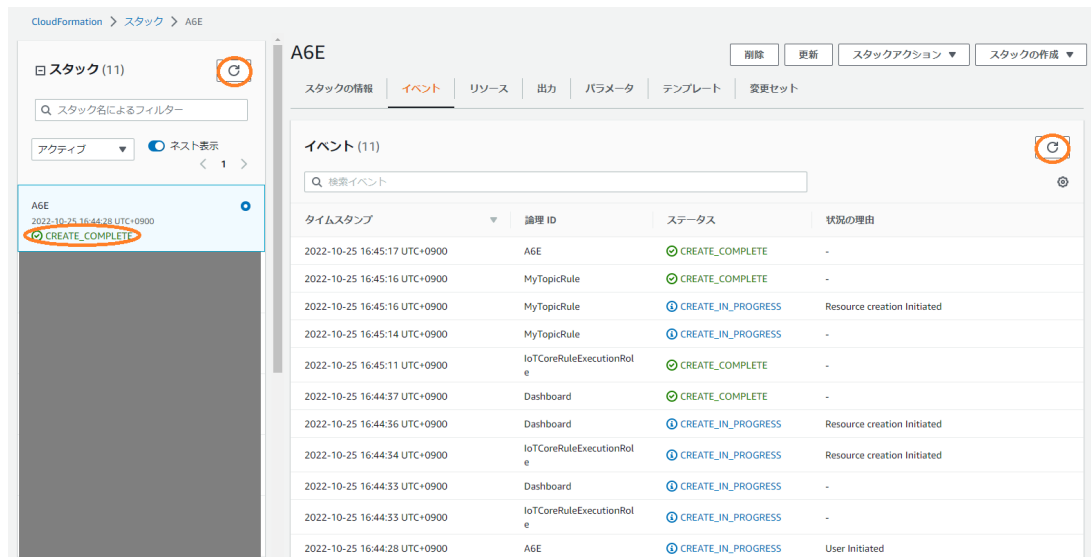 CloudFormation > スタック > A6E
スタック (11)
スタック名によるフィルター
アクティブ
ネスト表示
< 1 >
A6E
2022-10-25 16:44:28 UTC+0900
CREATE_COMPLETE
A6E
削除 更新 スタックアクション スタックの作成
スタックの情報 イベント リソース 出力 パラメータ テンプレート 変更セット
イベント (11)
検索イベント
タイムスタンプ 論理 ID ステータス 状況の理由
2022-10-25 16:45:17 UTC+0900 A6E CREATE_COMPLETE -
2022-10-25 16:45:16 UTC+0900 MyTopicRule CREATE_COMPLETE -
2022-10-25 16:45:16 UTC+0900 MyTopicRule CREATE_IN_PROGRESS Resource creation Initiated
2022-10-25 16:45:14 UTC+0900 MyTopicRule CREATE_IN_PROGRESS -
2022-10-25 16:45:11 UTC+0900 IoTCoreRuleExecutionRol
e CREATE_COMPLETE -
2022-10-25 16:44:37 UTC+0900 Dashboard CREATE_COMPLETE -
2022-10-25 16:44:36 UTC+0900 Dashboard CREATE_IN_PROGRESS Resource creation Initiated
2022-10-25 16:44:34 UTC+0900 IoTCoreRuleExecutionRol
e CREATE_IN_PROGRESS Resource creation Initiated
2022-10-25 16:44:33 UTC+0900 Dashboard CREATE_IN_PROGRESS -
2022-10-25 16:44:33 UTC+0900 IoTCoreRuleExecutionRol
e CREATE_IN_PROGRESS -
2022-10-25 16:44:28 UTC+0900 A6E CREATE_IN_PROGRESS User Initiated